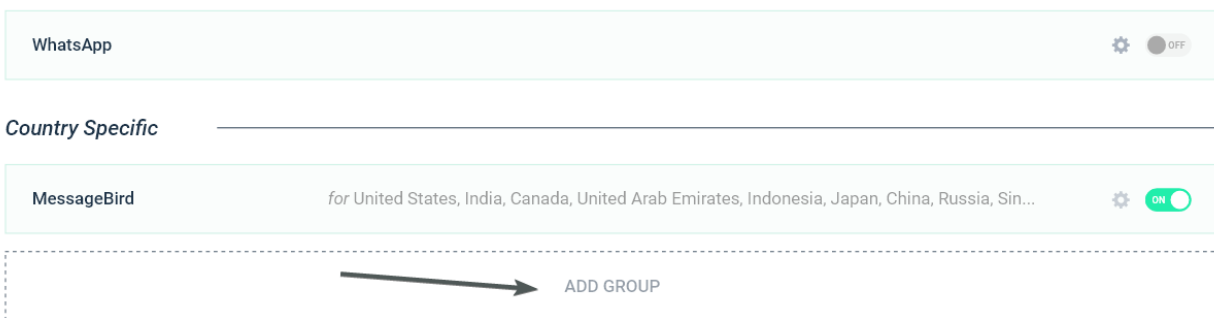 WhatsApp
OFF
Country Specific
MessageBird for United States, India, Canada, United Arab Emirates, Indonesia, Japan, China, Russia, Sin... ON
ADD GROUP